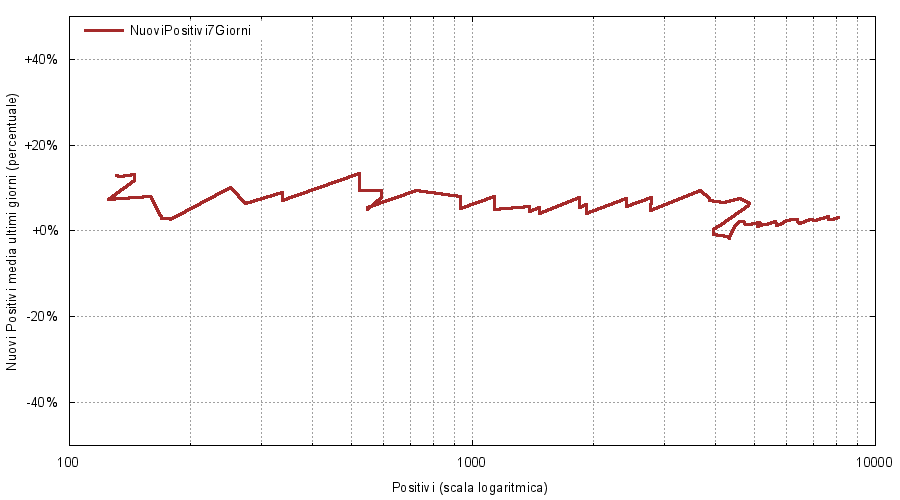 NuoviPositivi7Giorni
+40%
+20%
+0%
-20%
-40%
Nuovi Positivi media ultimi giorni (percentuale)
100
1000
10000
Positivi (scala logaritmica)